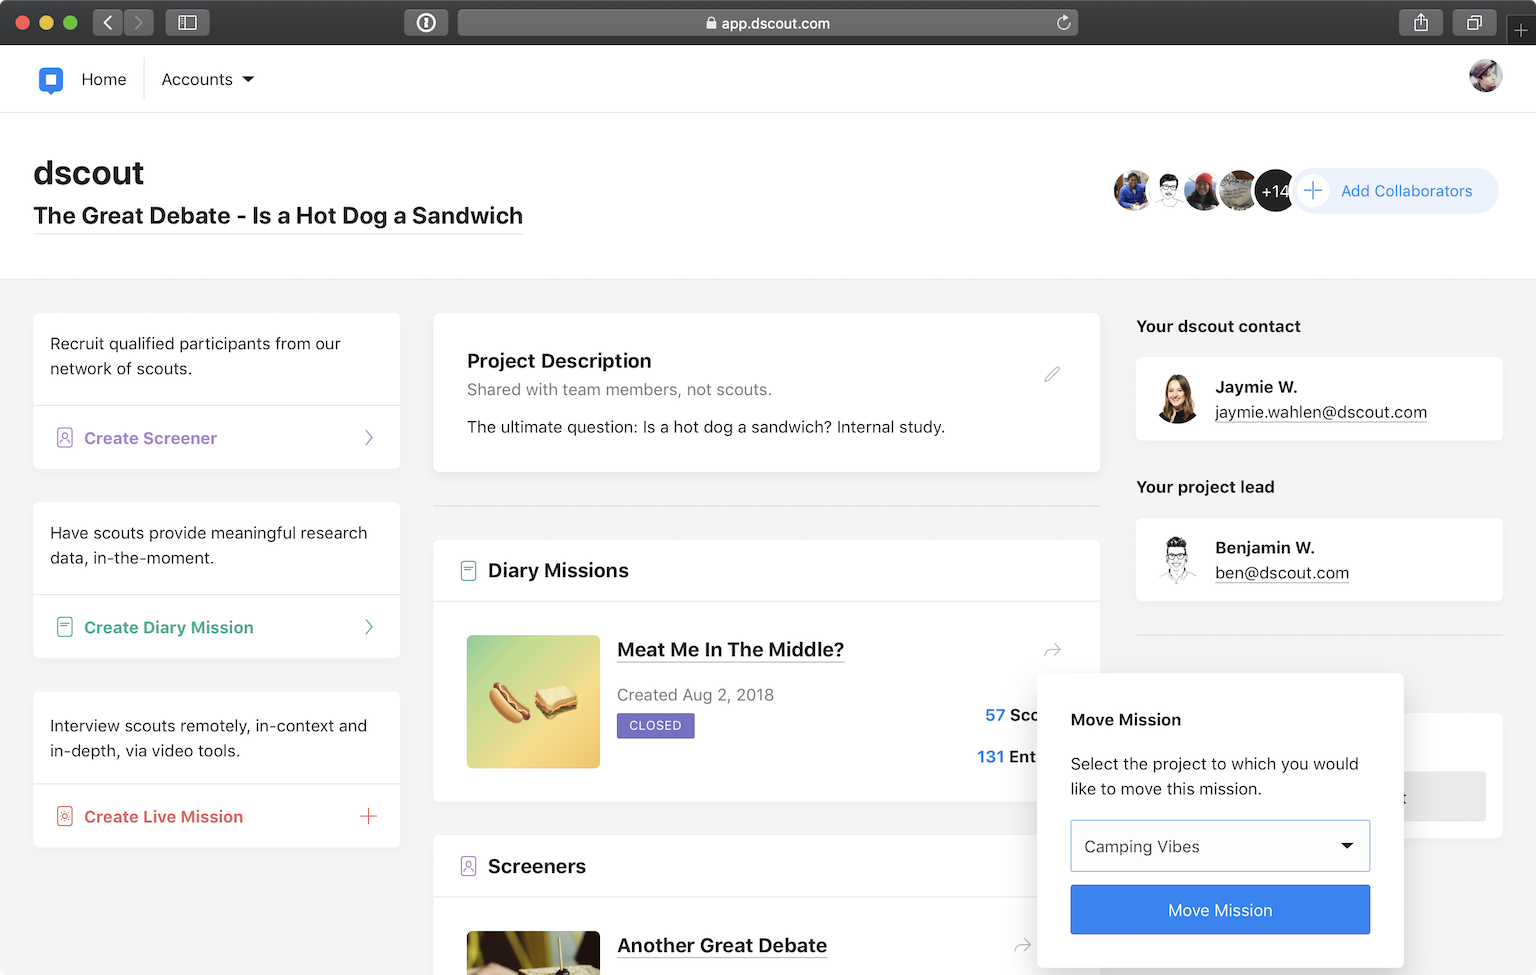 app.dscout.com
Home
Accounts
dscout
The Great Debate - Is a Hot Dog a Sandwich
+14
Add Collaborators
Recruit qualified participants from our
network of scouts.
Create Screener
Have scouts provide meaningful research
data, in-the-moment.
Create Diary Mission
Interview scouts remotely, in-context and
in-depth, via video tools.
Create Live Mission
Project Description
Shared with team members, not scouts.
The ultimate question: Is a hot dog a sandwich? Internal study.
Diary Missions
Meat Me In The Middle?
Created Aug 2, 2018
CLOSED
57 Sco
131 Ent
Screeners
Another Great Debate
Your dscout contact
Jaymie W.
jaymie.wahlen@dscout.com
Your project lead
Benjamin W.
ben@dscout.com
Move Mission
Select the project to which you would
like to move this mission.
Camping Vibes
Move Mission